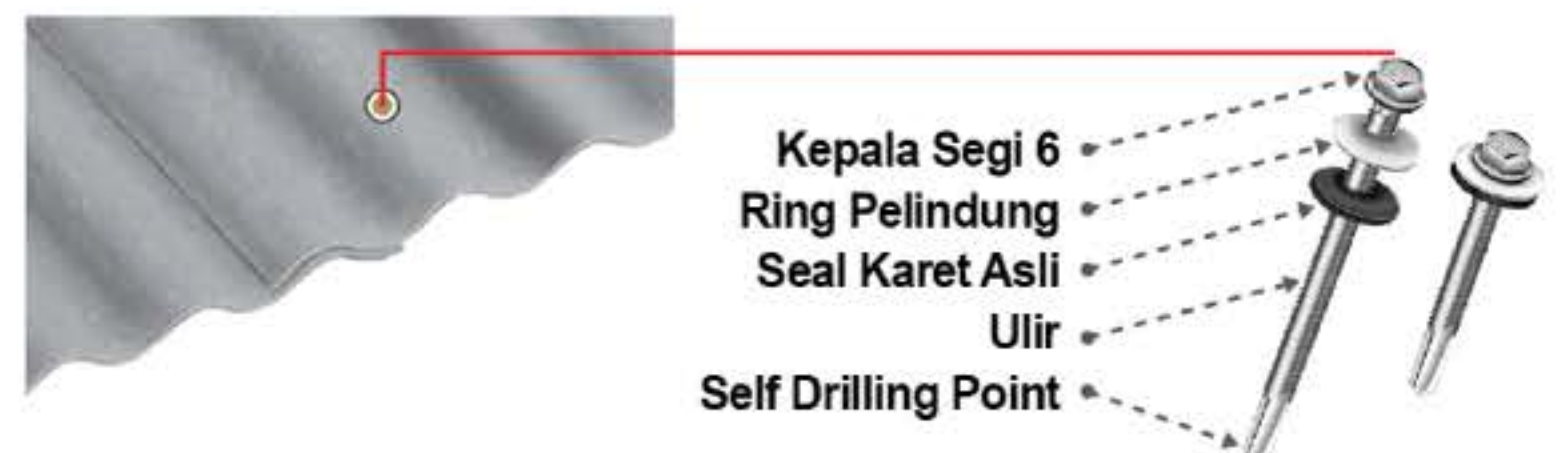 Kepala Segi 6
Ring Pelindung
Seal Karet Asli
Ulir
Self Drilling Point